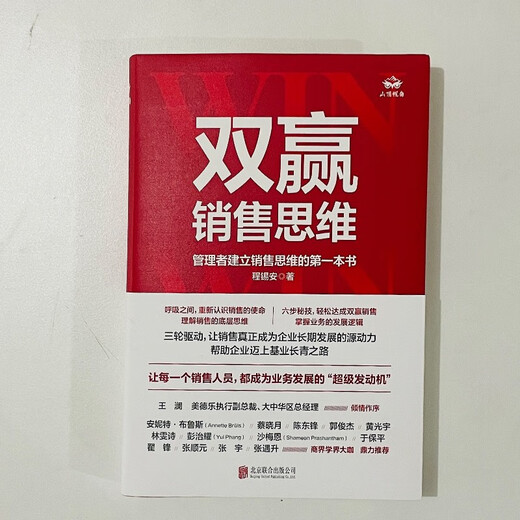 WIN
山顶视角
双赢
销售思维
管理者建立销售思维的第一本书
程锡安 著
WIN
呼吸之间，重新认识销售的使命
理解销售的底层思维
六步秘技，轻松达成双赢销售
掌握业务的发展逻辑
三轮驱动，让销售真正成为企业长期发展的源动力
帮助企业迈上基业长青之路
让每一个销售人员，都成为业务发展的“超级发动机”
王 澜 美德乐执行副总裁、大中华区总经理 倾情作序
安妮特·布鲁斯（Annette Brüls） 蔡晓月 陈东锋 郭俊杰 黄光宇
林雯诗 彭治耀（Yul Phang） 沙梅恩（Shameen Prashantham） 于保平
翟 锋 张顺元 张 宇 张遇升 商界学界大咖 鼎力推荐
北京联合出版公司